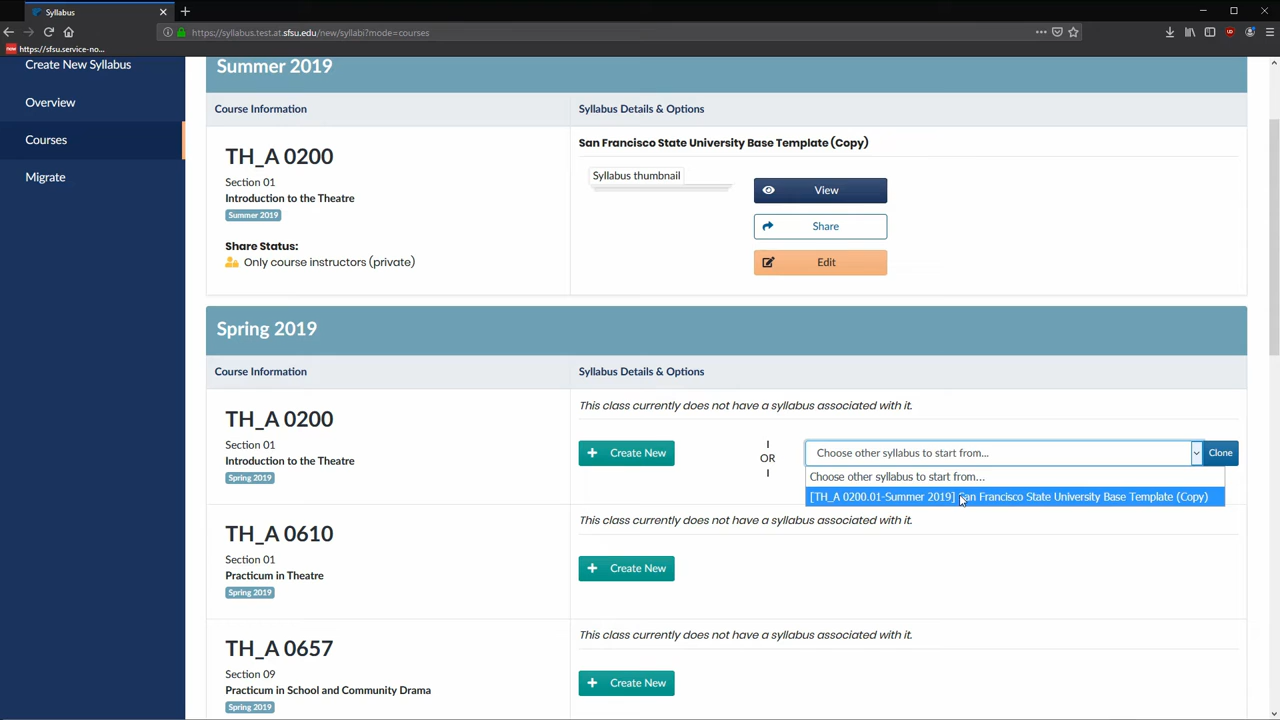 Syllabus
https://syllabus.test.at.sfsu.edu/new/syllabi?mode=courses
https://sfsu.service-no...
Create New Syllabus
Overview
Courses
Migrate
Summer 2019
Course Information
Syllabus Details & Options
TH_A 0200
Section 01
Introduction to the Theatre
Summer 2019
Share Status:
Only course instructors (private)
San Francisco State University Base Template (Copy)
Syllabus thumbnail
View
Share
Edit
Spring 2019
Course Information
Syllabus Details & Options
TH_A 0200
Section 01
Introduction to the Theatre
Spring 2019
This class currently does not have a syllabus associated with it.
+ Create New
I
OR
I
Choose other syllabus to start from...
Clone
Choose other syllabus to start from...
[TH_A 0200.01-Summer 2019] San Francisco State University Base Template (Copy)
TH_A 0610
Section 01
Practicum in Theatre
Spring 2019
This class currently does not have a syllabus associated with it.
+ Create New
TH_A 0657
Section 09
Practicum in School and Community Drama
Spring 2019
This class currently does not have a syllabus associated with it.
+ Create New